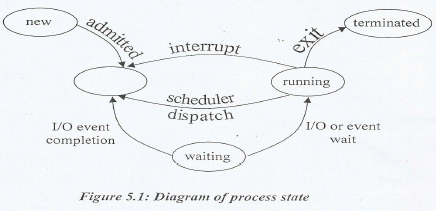 new
admitted
interrupt
exit
terminated
running
scheduler
dispatch
I/O event
completion
I/O or event
wait
waiting
Figure 5.1: Diagram of process state